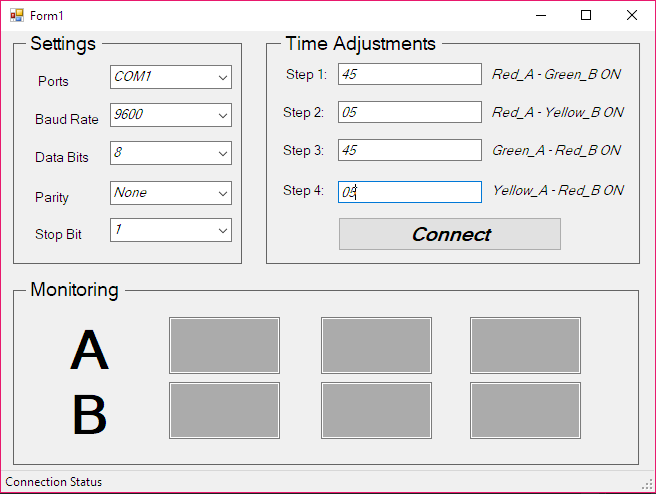 Form1
Settings
Ports
COM1
Baud Rate
9600
Data Bits
8
Parity
None
Stop Bit
1
Time Adjustments
Step 1:
45
Red_A - Green_B ON
Step 2:
05
Red_A - Yellow_B ON
Step 3:
45
Green_A - Red_B ON
Step 4:
05
Yellow_A - Red_B ON
Connect
Monitoring
A
B
Connection Status